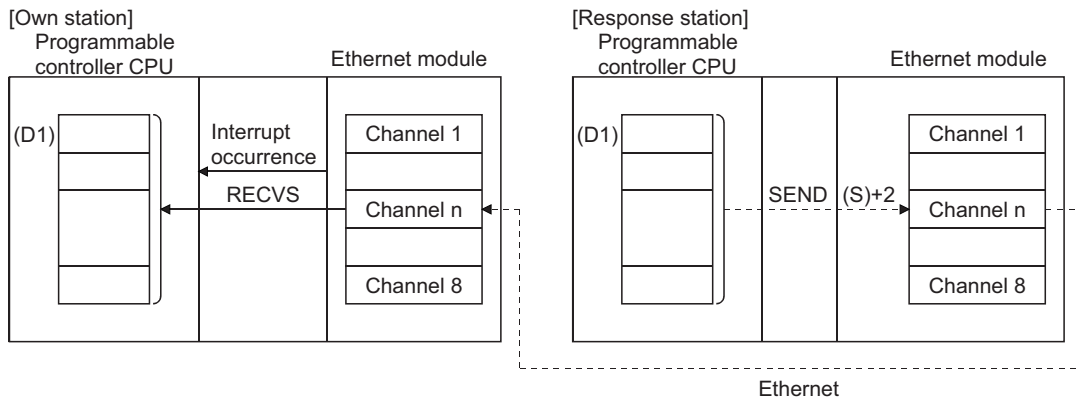 [Own station]
Programmable
controller CPU
Ethernet module
(D1)
Interrupt
occurrence
RECVS
Channel 1
Channel n
Channel 8
[Response station]
Programmable
controller CPU
Ethernet module
(D1)
SEND
(S)+2
Channel 1
Channel n
Channel 8
Ethernet